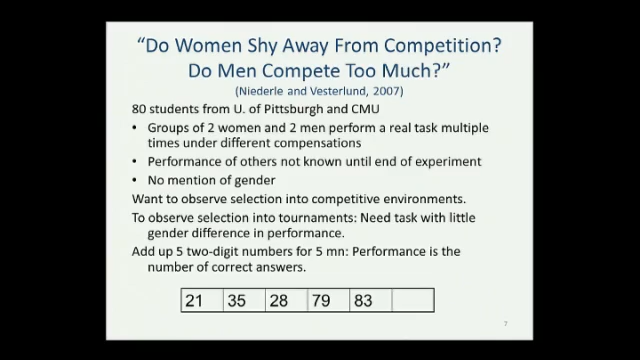 “Do Women Shy Away From Competition?
Do Men Compete Too Much?”
(Niederle and Vesterlund, 2007)
80 students from U. of Pittsburgh and CMU
• Groups of 2 women and 2 men perform a real task multiple
times under different compensations
• Performance of others not known until end of experiment
• No mention of gender
Want to observe selection into competitive environments.
To observe selection into tournaments: Need task with little
gender difference in performance.
Add up 5 two-digit numbers for 5 mn: Performance is the
number of correct answers.
21 35 28 79 83
7